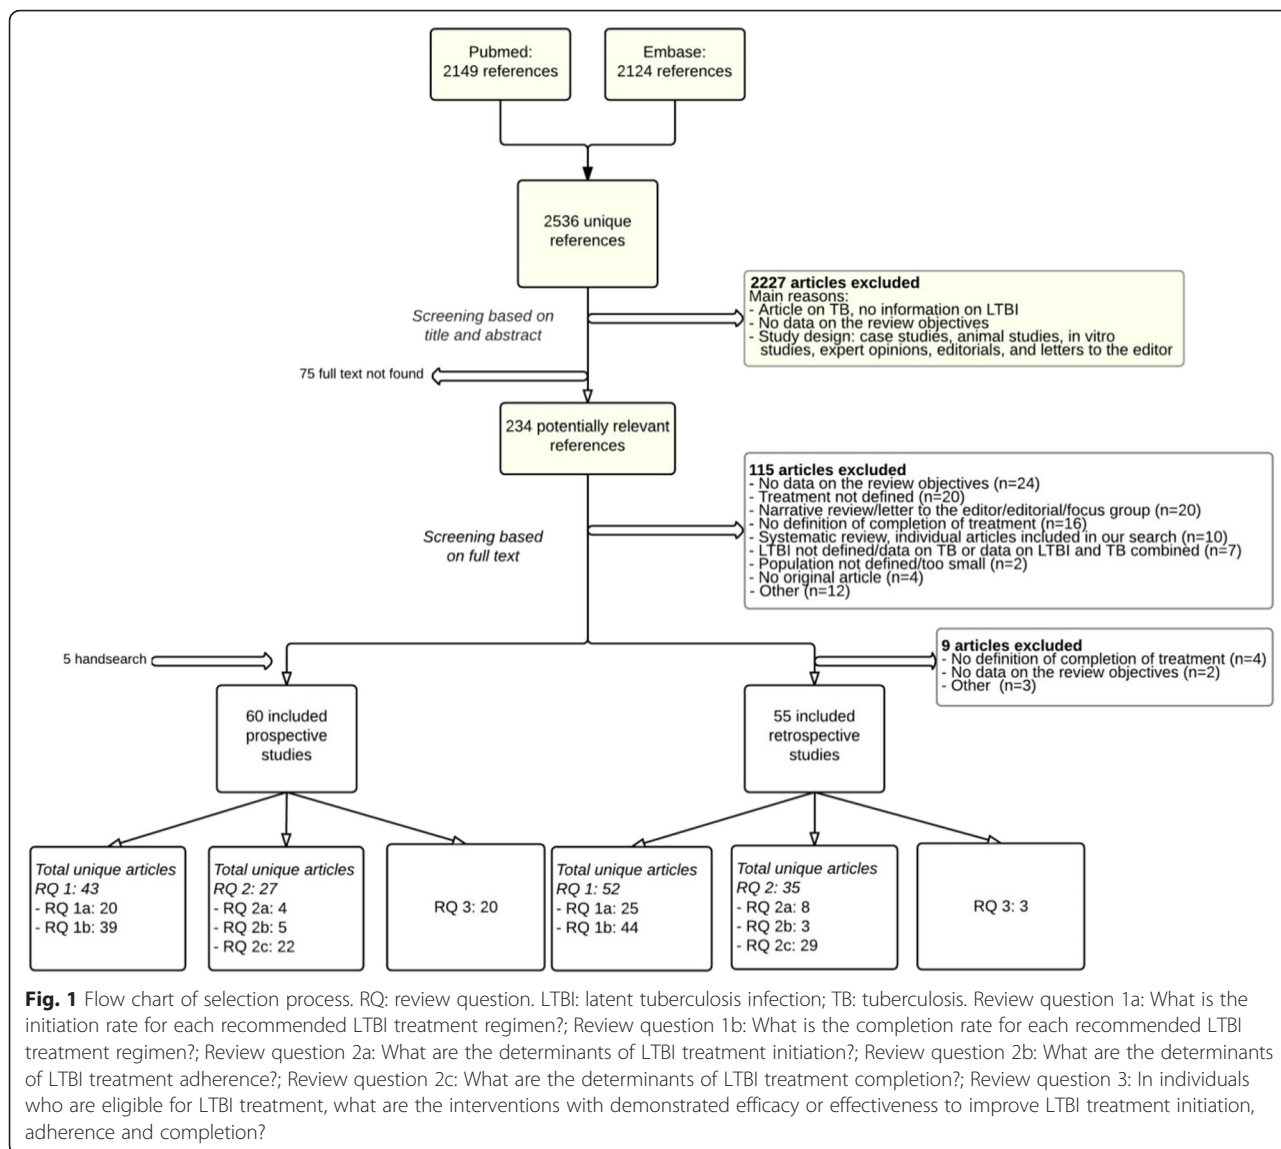 Pubmed:
2149 references
Embase:
2124 references
2536 unique
references
Screening based on
title and abstract
2227 articles excluded
Main reasons:
- Article on TB, no information on LTBI
- No data on the review objectives
- Study design: case studies, animal studies, in vitro
studies, expert opinions, editorials, and letters to the editor
75 full text not found
234 potentially relevant
references
Screening based
on full text
115 articles excluded
- No data on the review objectives (n=24)
- Treatment not defined (n=20)
- Narrative review/letter to the editor/editorial/focus group (n=20)
- No definition of completion of treatment (n=16)
- Systematic review, individual articles included in our search (n=10)
- LTBI not defined/data on TB or data on LTBI and TB combined (n=7)
- Population not defined/too small (n=2)
- No original article (n=4)
- Other (n=12)
5 handsearch
9 articles excluded
- No definition of completion of treatment (n=4)
- No data on the review objectives (n=2)
- Other (n=3)
60 included
prospective
studies
55 included
retrospective
studies
Total unique articles
RQ 1: 43
- RQ 1a: 20
- RQ 1b: 39
Total unique articles
RQ 2: 27
- RQ 2a: 4
- RQ 2b: 5
- RQ 2c: 22
RQ 3: 20
Total unique articles
RQ 1: 52
- RQ 1a: 25
- RQ 1b: 44
Total unique articles
RQ 2: 35
- RQ 2a: 8
- RQ 2b: 3
- RQ 2c: 29
RQ 3: 3
Fig. 1 Flow chart of selection process. RQ: review question. LTBI: latent tuberculosis infection; TB: tuberculosis. Review question 1a: What is the
initiation rate for each recommended LTBI treatment regimen?; Review question 1b: What is the completion rate for each recommended LTBI
treatment regimen?; Review question 2a: What are the determinants of LTBI treatment initiation?; Review question 2b: What are the determinants
of LTBI treatment adherence?; Review question 2c: What are the determinants of LTBI treatment completion?; Review question 3: In individuals
who are eligible for LTBI treatment, what are the interventions with demonstrated efficacy or effectiveness to improve LTBI treatment initiation,
adherence and completion?